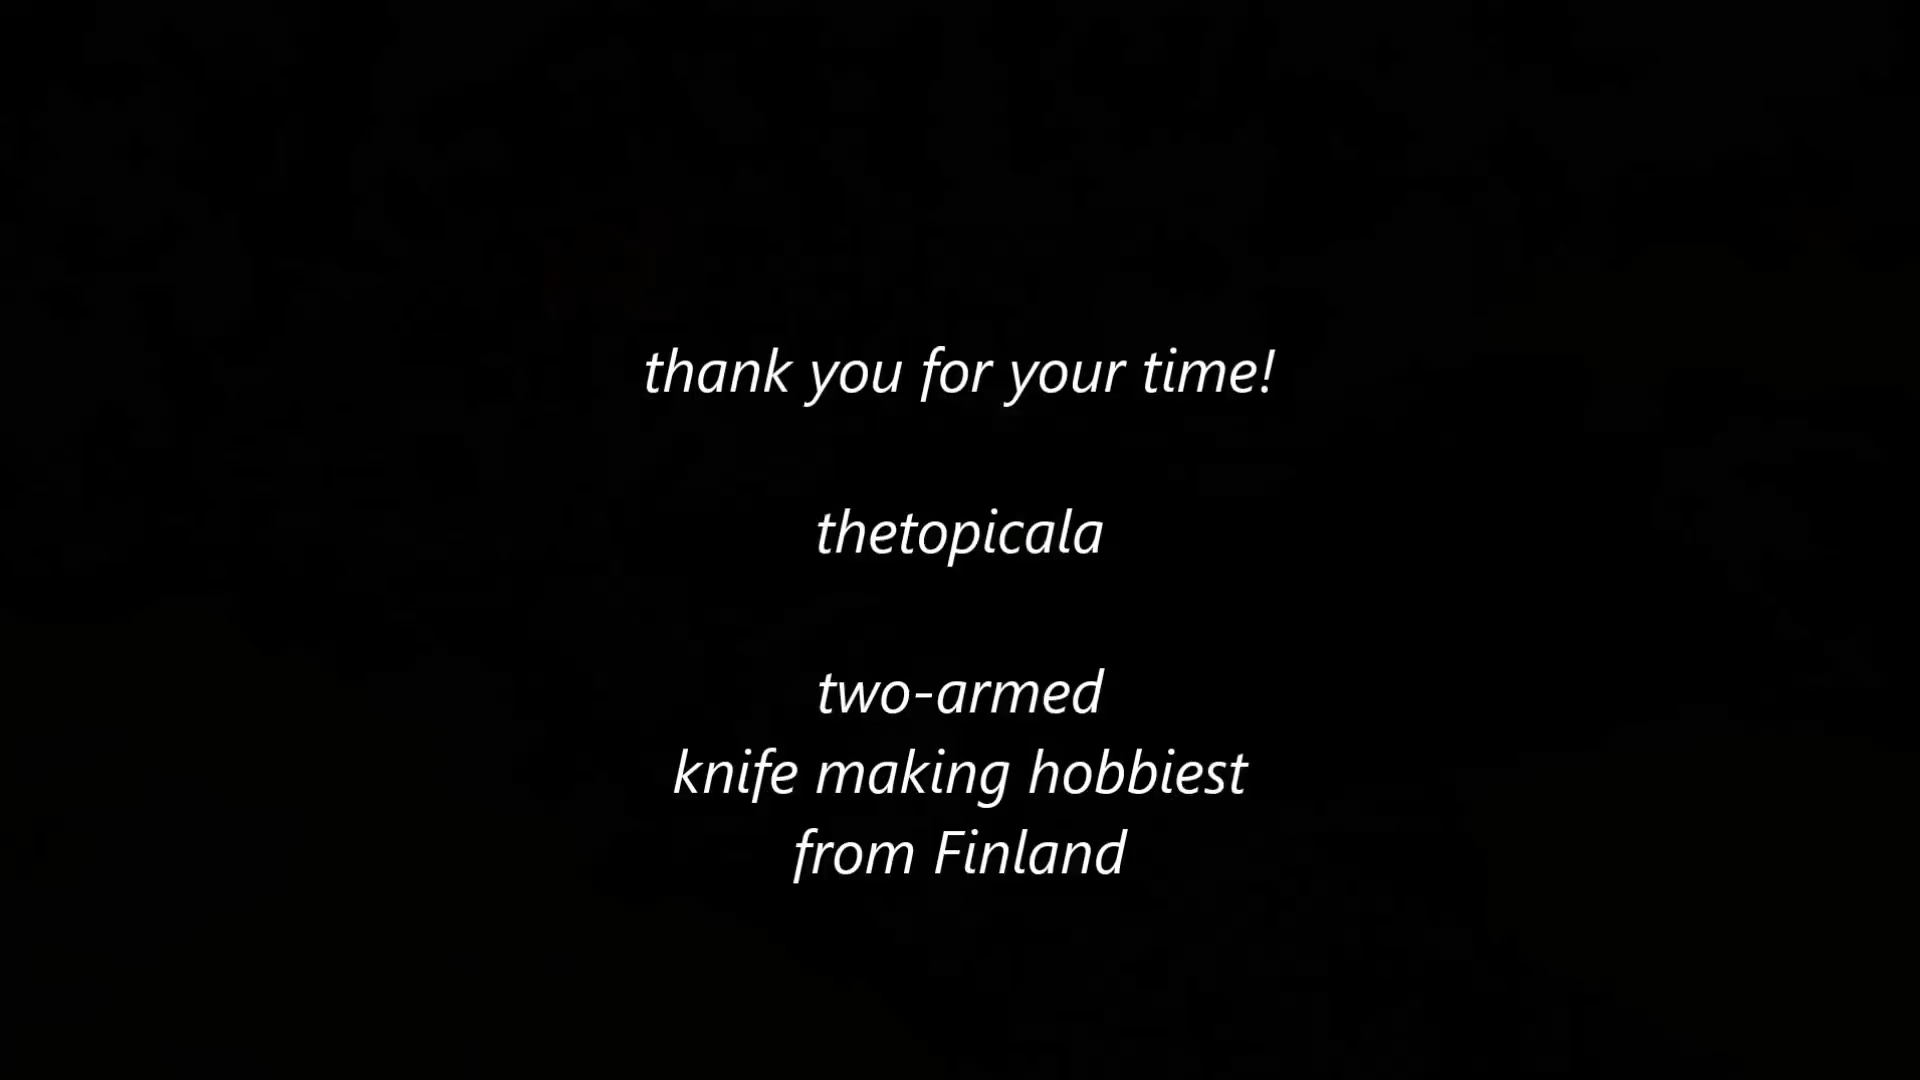 thank you for your time!
thetopicala
two-armed
knife making hobbiest
from Finland